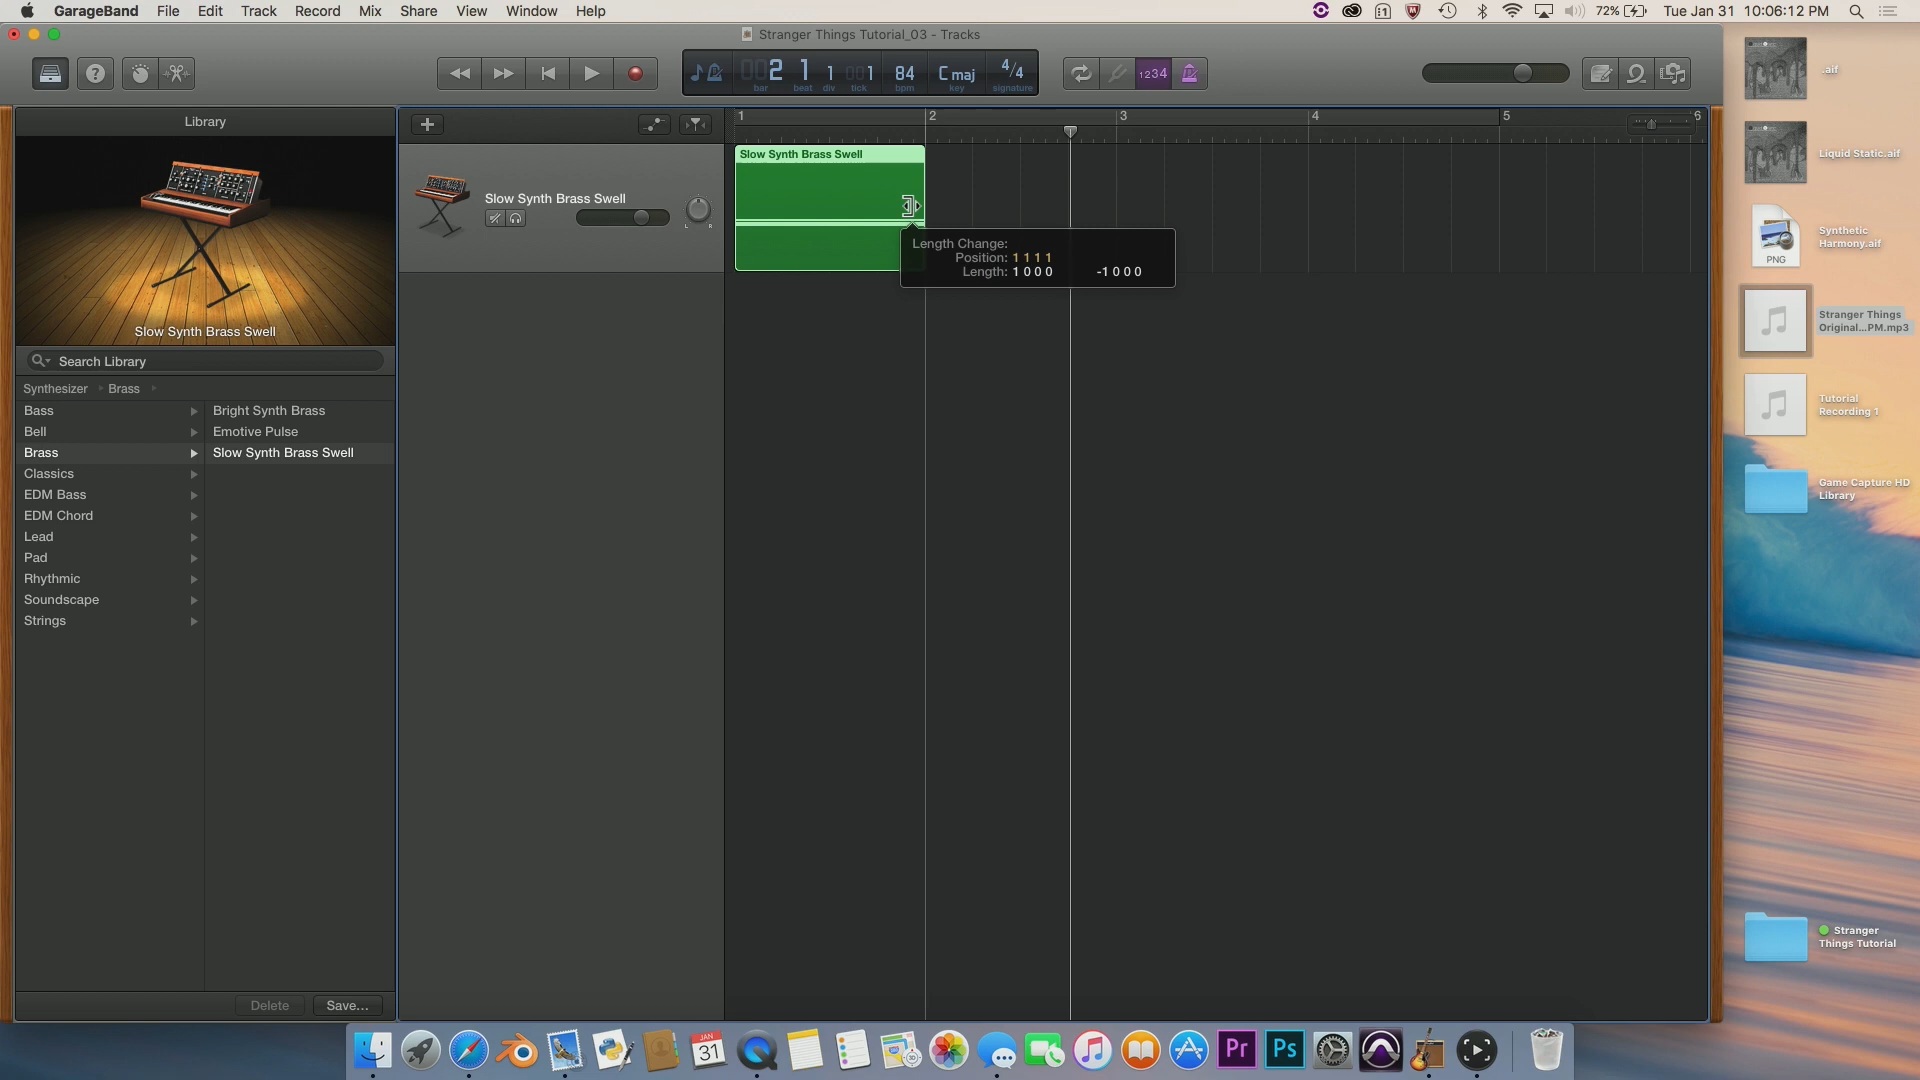 GarageBand File Edit Track Record Mix Share View Window Help
72% Tue Jan 31 10:06:12 PM
Stranger Things Tutorial_03 - Tracks
002 1 1 001 84 Cmaj 4/4
bar beat div tick bpm key signature
1234
Library
1 2 3 4 5 6
Slow Synth Brass Swell
Slow Synth Brass Swell
L R
Length Change:
Position: 1 1 1 1
Length: 1 0 0 0 -1 0 0 0
Slow Synth Brass Swell
Search Library
Synthesizer Brass
Bass
Bell
Brass
Classics
EDM Bass
EDM Chord
Lead
Pad
Rhythmic
Soundscape
Strings
Bright Synth Brass
Emotive Pulse
Slow Synth Brass Swell
Delete Save...
.aif
Liquid Static.aif
Synthetic
Harmony.aif
PNG
Stranger Things
Original...PM.mp3
Tutorial
Recording 1
Game Capture HD
Library
Stranger
Things Tutorial
JAN
31
3D
Pr
Ps